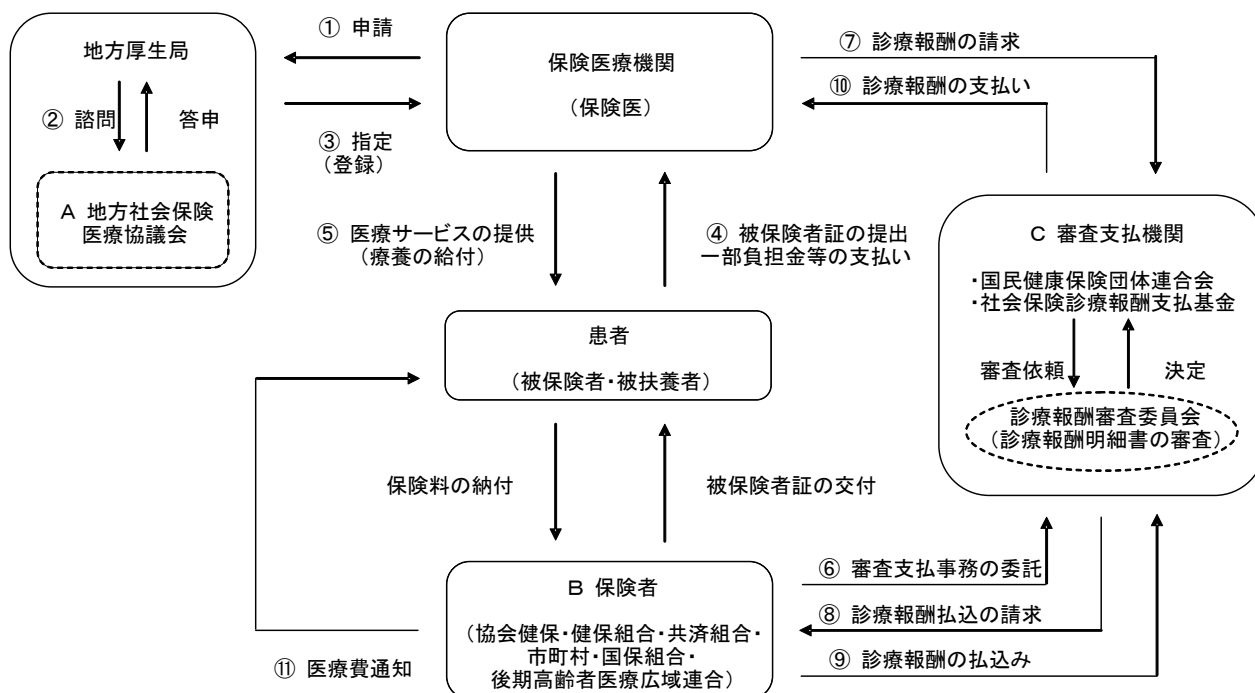 地方厚生局
② 諮問
答申
A 地方社会保険
医療協議会
① 申請
③ 指定
(登録)
保険医療機関
(保険医)
⑦ 診療報酬の請求
⑩ 診療報酬の支払い
⑤ 医療サービスの提供
(療養の給付)
④ 被保険者証の提出
一部負担金等の支払い
C 審査支払機関
・国民健康保険団体連合会
・社会保険診療報酬支払基金
審査依頼
決定
診療報酬審査委員会
(診療報酬明細書の審査)
患者
(被保険者・被扶養者)
保険料の納付
被保険者証の交付
B 保険者
(協会健保・健保組合・共済組合・
市町村・国保組合・
後期高齢者医療広域連合)
⑥ 審査支払事務の委託
⑧ 診療報酬払込の請求
⑨ 診療報酬の払込み
⑪ 医療費通知